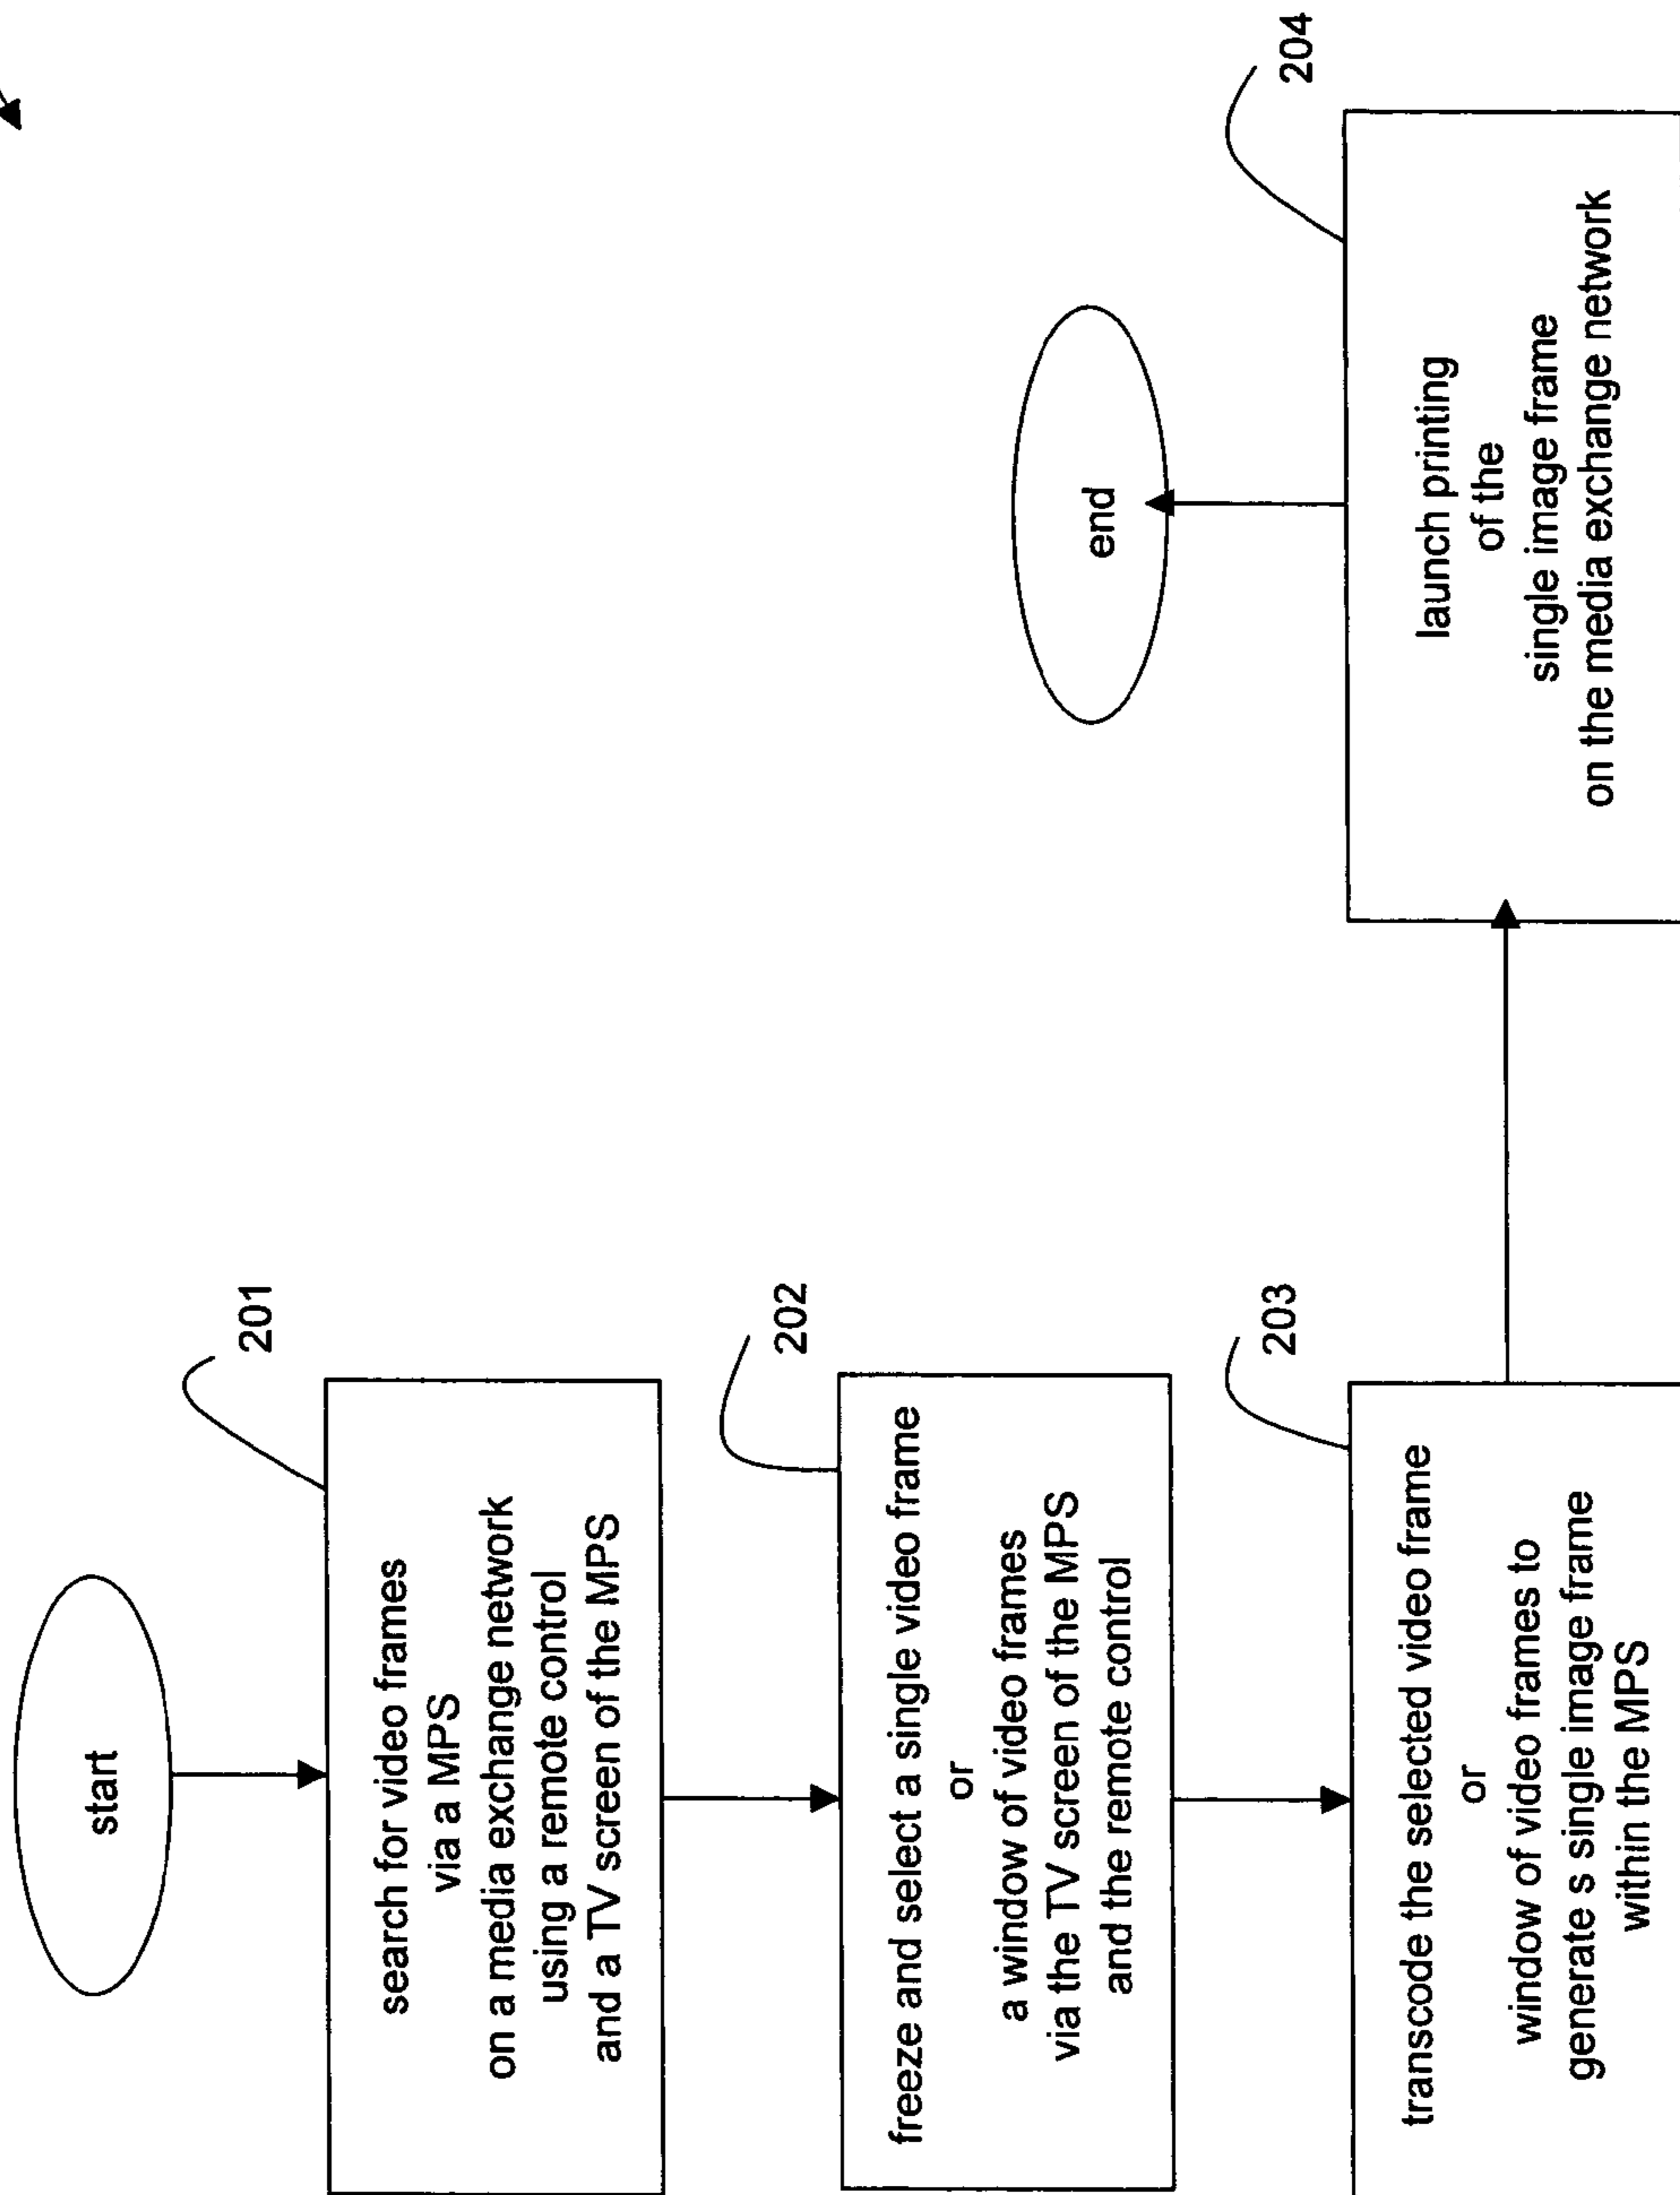 start
201
search for video frames
via a MPS
on a media exchange network
using a remote control
and a TV screen of the MPS
202
freeze and select a single video frame
or
a window of video frames
via the TV screen of the MPS
and the remote control
203
transcode the selected video frame
or
window of video frames to
generate s single image frame
within the MPS
204
launch printing
of the
single image frame
on the media exchange network
end